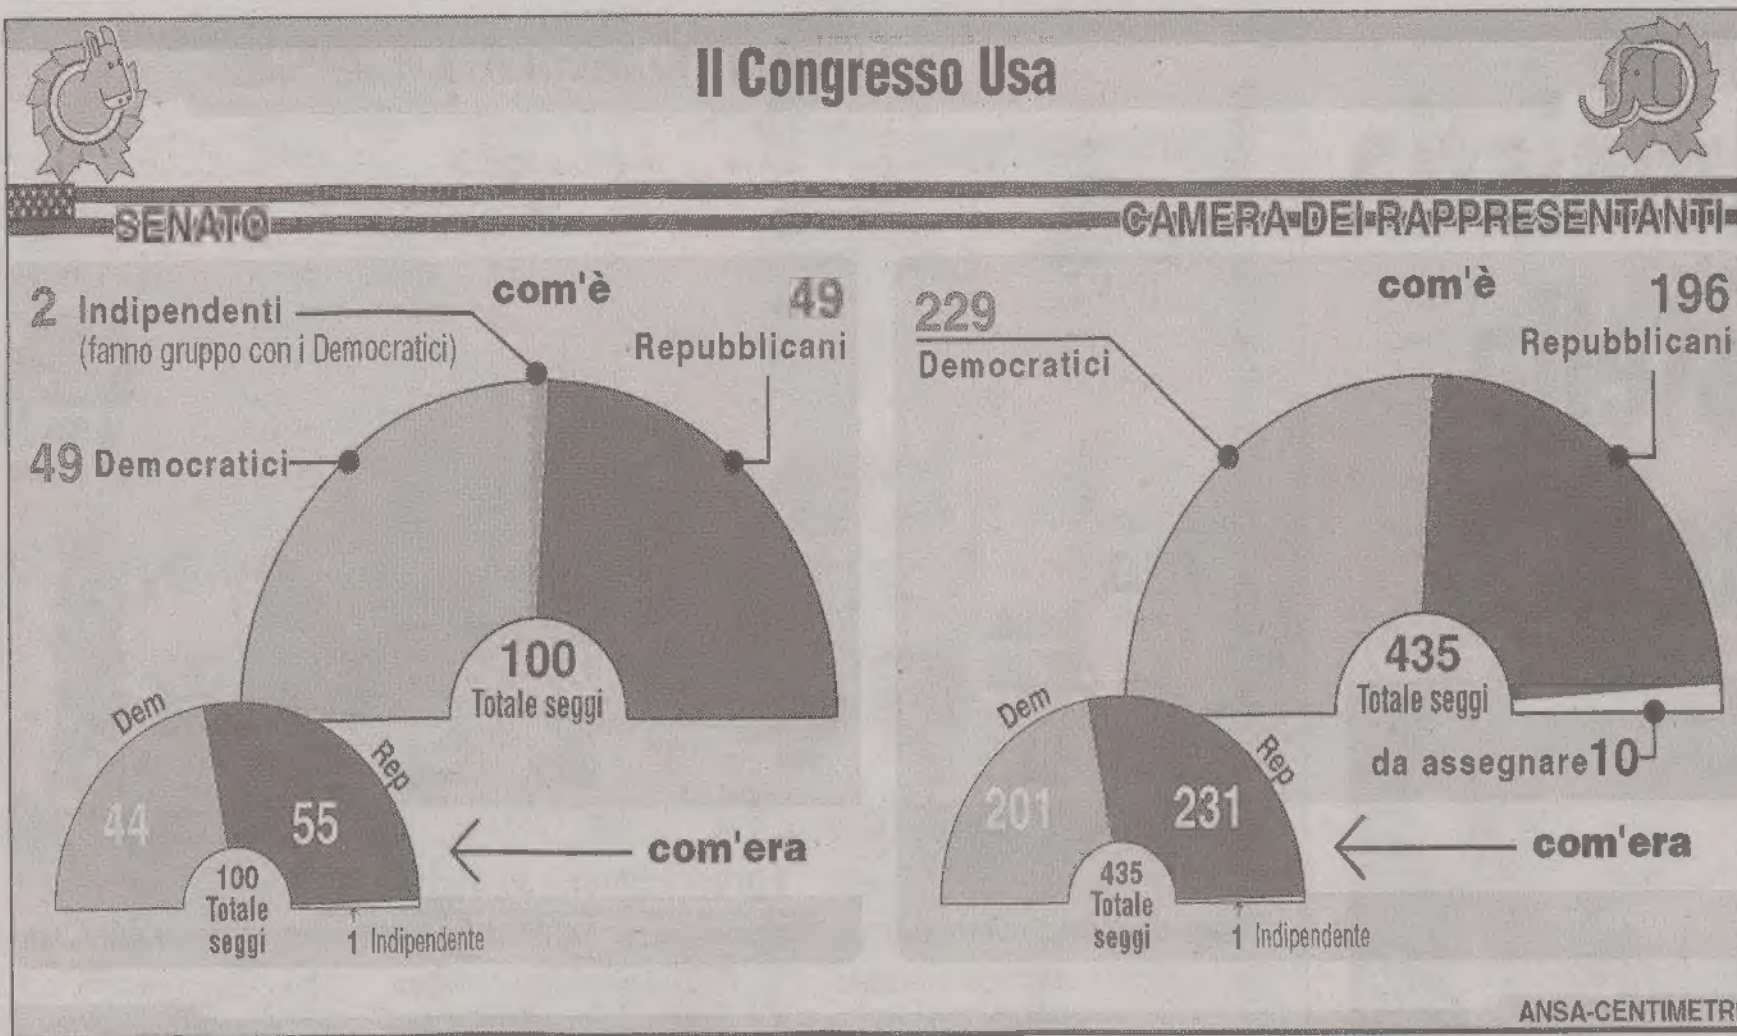 Il Congresso Usa
SENATO
2 Indipendenti
(fanno gruppo con i Democratici)
com'è
49
Repubblicani
49 Democratici
100
Totale seggi
Dem
Rep
44
55
100
Totale
seggi
1 Indipendente
com'era
CAMERA DEI RAPPRESENTANTI
229
Democratici
com'è
196
Repubblicani
435
Totale seggi
da assegnare 10
Dem
Rep
201
231
435
Totale
seggi
1 Indipendente
com'era
ANSA-CENTIMETRI